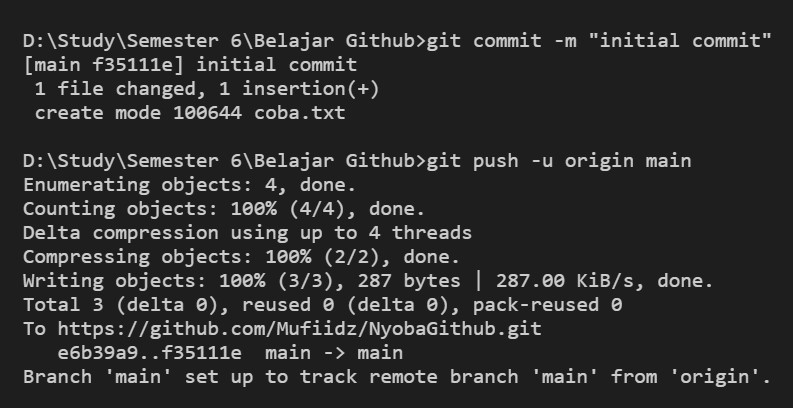 D:\Study\Semester 6\Belajar Github>git commit -m "initial commit"
[main f35111e] initial commit
 1 file changed, 1 insertion(+)
 create mode 100644 coba.txt
D:\Study\Semester 6\Belajar Github>git push -u origin main
Enumerating objects: 4, done.
Counting objects: 100% (4/4), done.
Delta compression using up to 4 threads
Compressing objects: 100% (2/2), done.
Writing objects: 100% (3/3), 287 bytes | 287.00 KiB/s, done.
Total 3 (delta 0), reused 0 (delta 0), pack-reused 0
To https://github.com/Mufiidz/NyobaGithub.git
   e6b39a9..f35111e  main -> main
Branch 'main' set up to track remote branch 'main' from 'origin'.